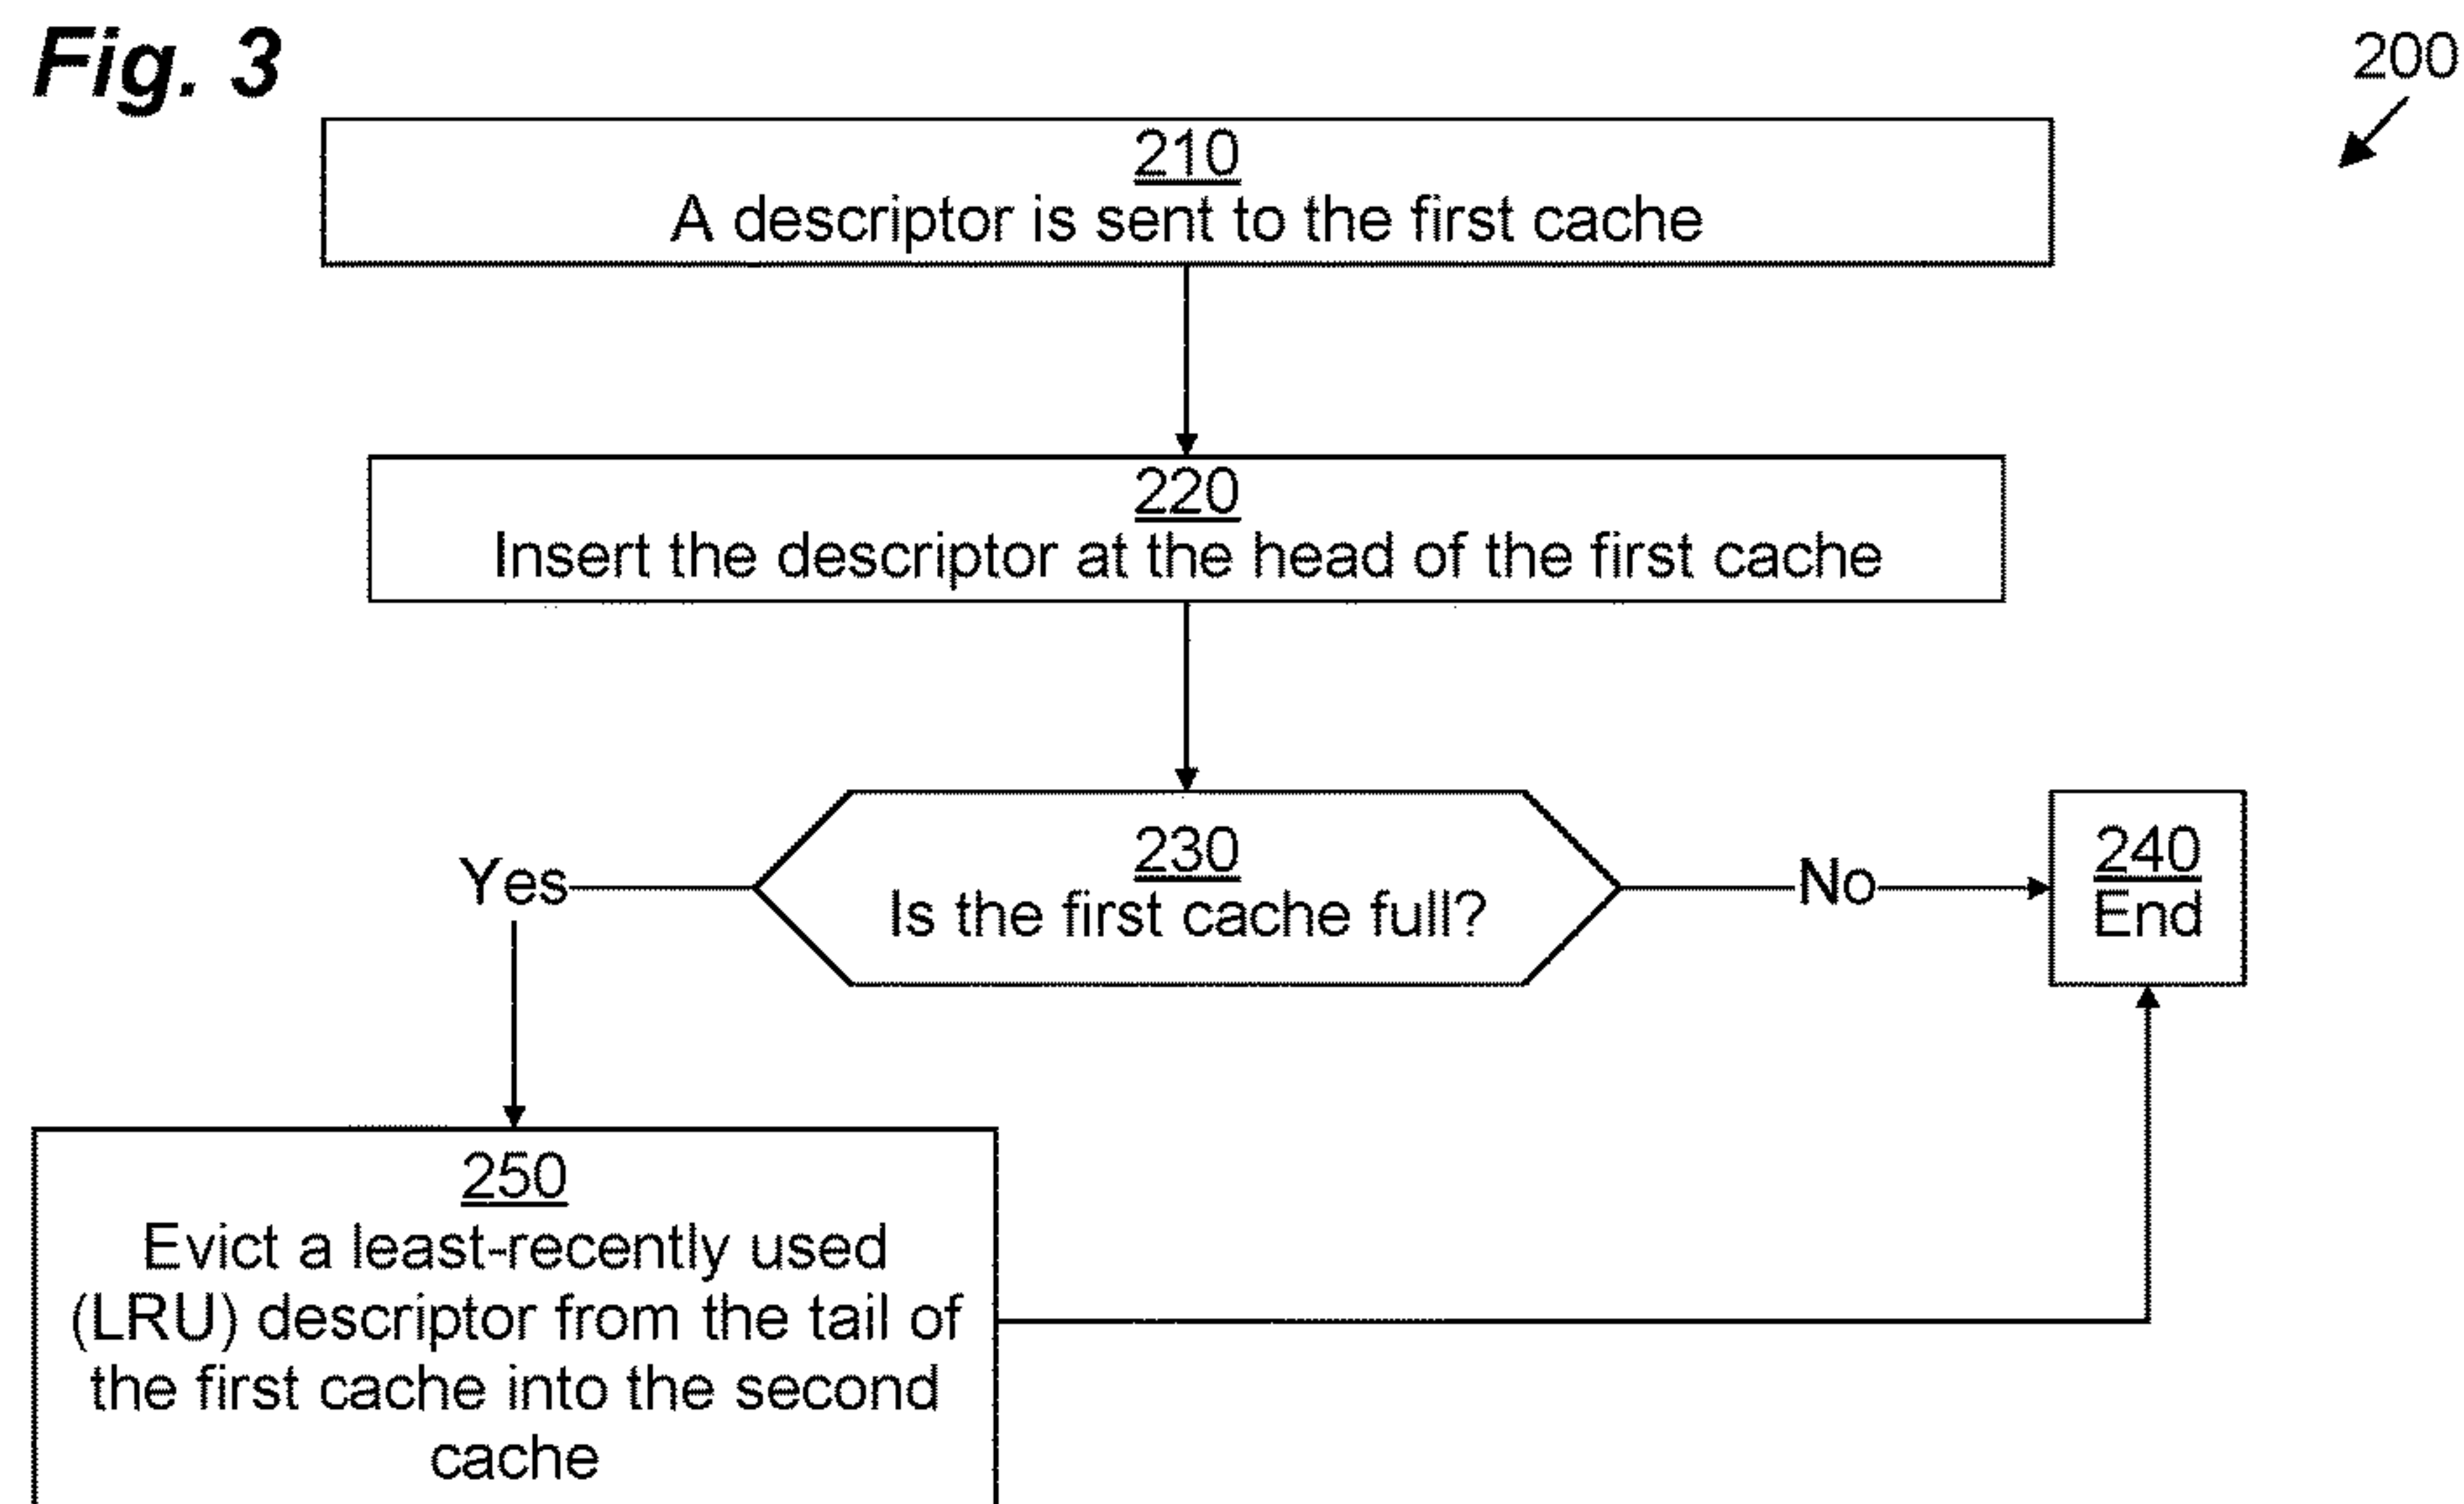 Fig. 3
200
210
A descriptor is sent to the first cache
220
Insert the descriptor at the head of the first cache
230
Is the first cache full?
Yes
No
240
End
250
Evict a least-recently used
(LRU) descriptor from the tail of
the first cache into the second
cache